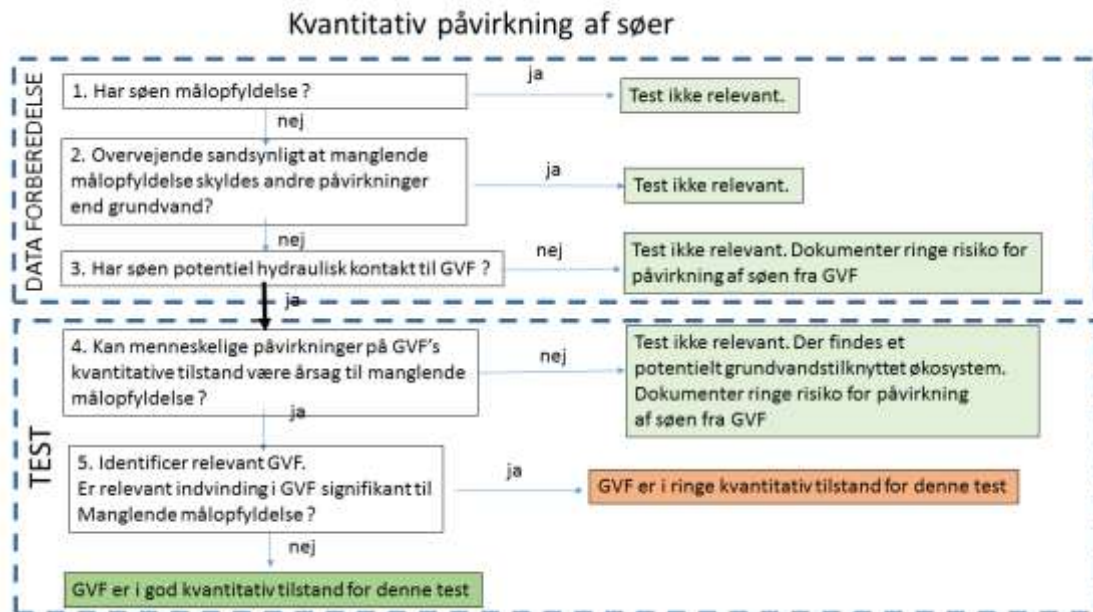 Kvantitativ påvirkning af søer
DATA FORBEREDELSE
1. Har søen målopfyldelse ?
ja
Test ikke relevant.
nej
2. Overvejende sandsynligt at manglende
målopfyldelse skyldes andre påvirkninger
end grundvand?
ja
Test ikke relevant.
nej
3. Har søen potentiel hydraulisk kontakt til GVF ?
nej
Test ikke relevant. Dokumenter ringe risiko for
påvirkning af søen fra GVF
ja
TEST
4. Kan menneskelige påvirkninger på GVF's
kvantitative tilstand være årsag til manglende
målopfyldelse ?
nej
Test ikke relevant. Der findes et
potentielt grundvandstilknyttet økosystem.
Dokumenter ringe risiko for påvirkning
af søen fra GVF
ja
5. Identificer relevant GVF.
Er relevant indvinding i GVF signifikant til
Manglende målopfyldelse ?
ja
GVF er i ringe kvantitativ tilstand for denne test
nej
GVF er i god kvantitativ tilstand for denne test